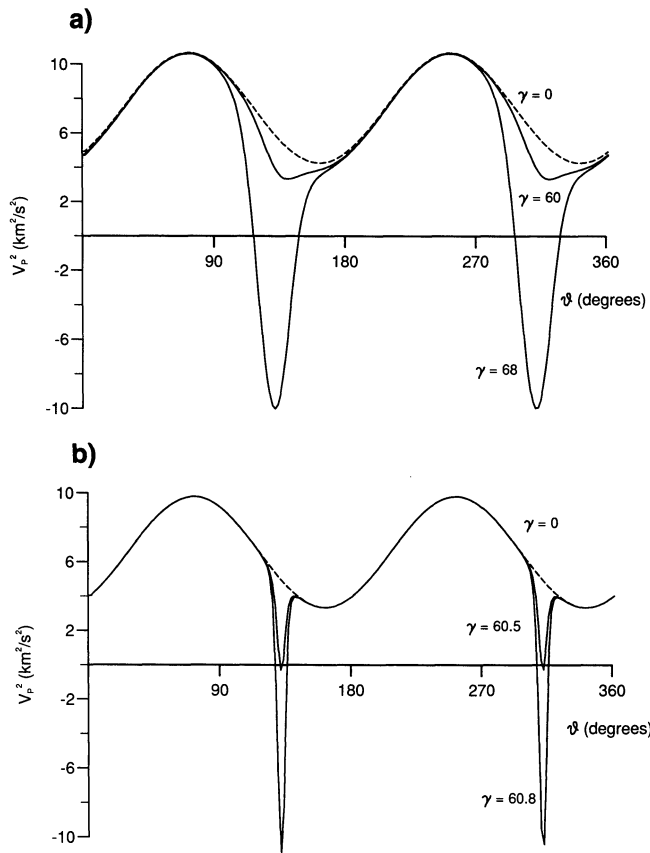 a)
10
6
2
-2
-6
-10
V_P^2 (km^2/s^2)
90
180
270
360
ϑ (degrees)
γ = 0
γ = 60
γ = 68
b)
10
6
2
-2
-6
-10
V_P^2 (km^2/s^2)
90
180
270
360
ϑ (degrees)
γ = 0
γ = 60.5
γ = 60.8